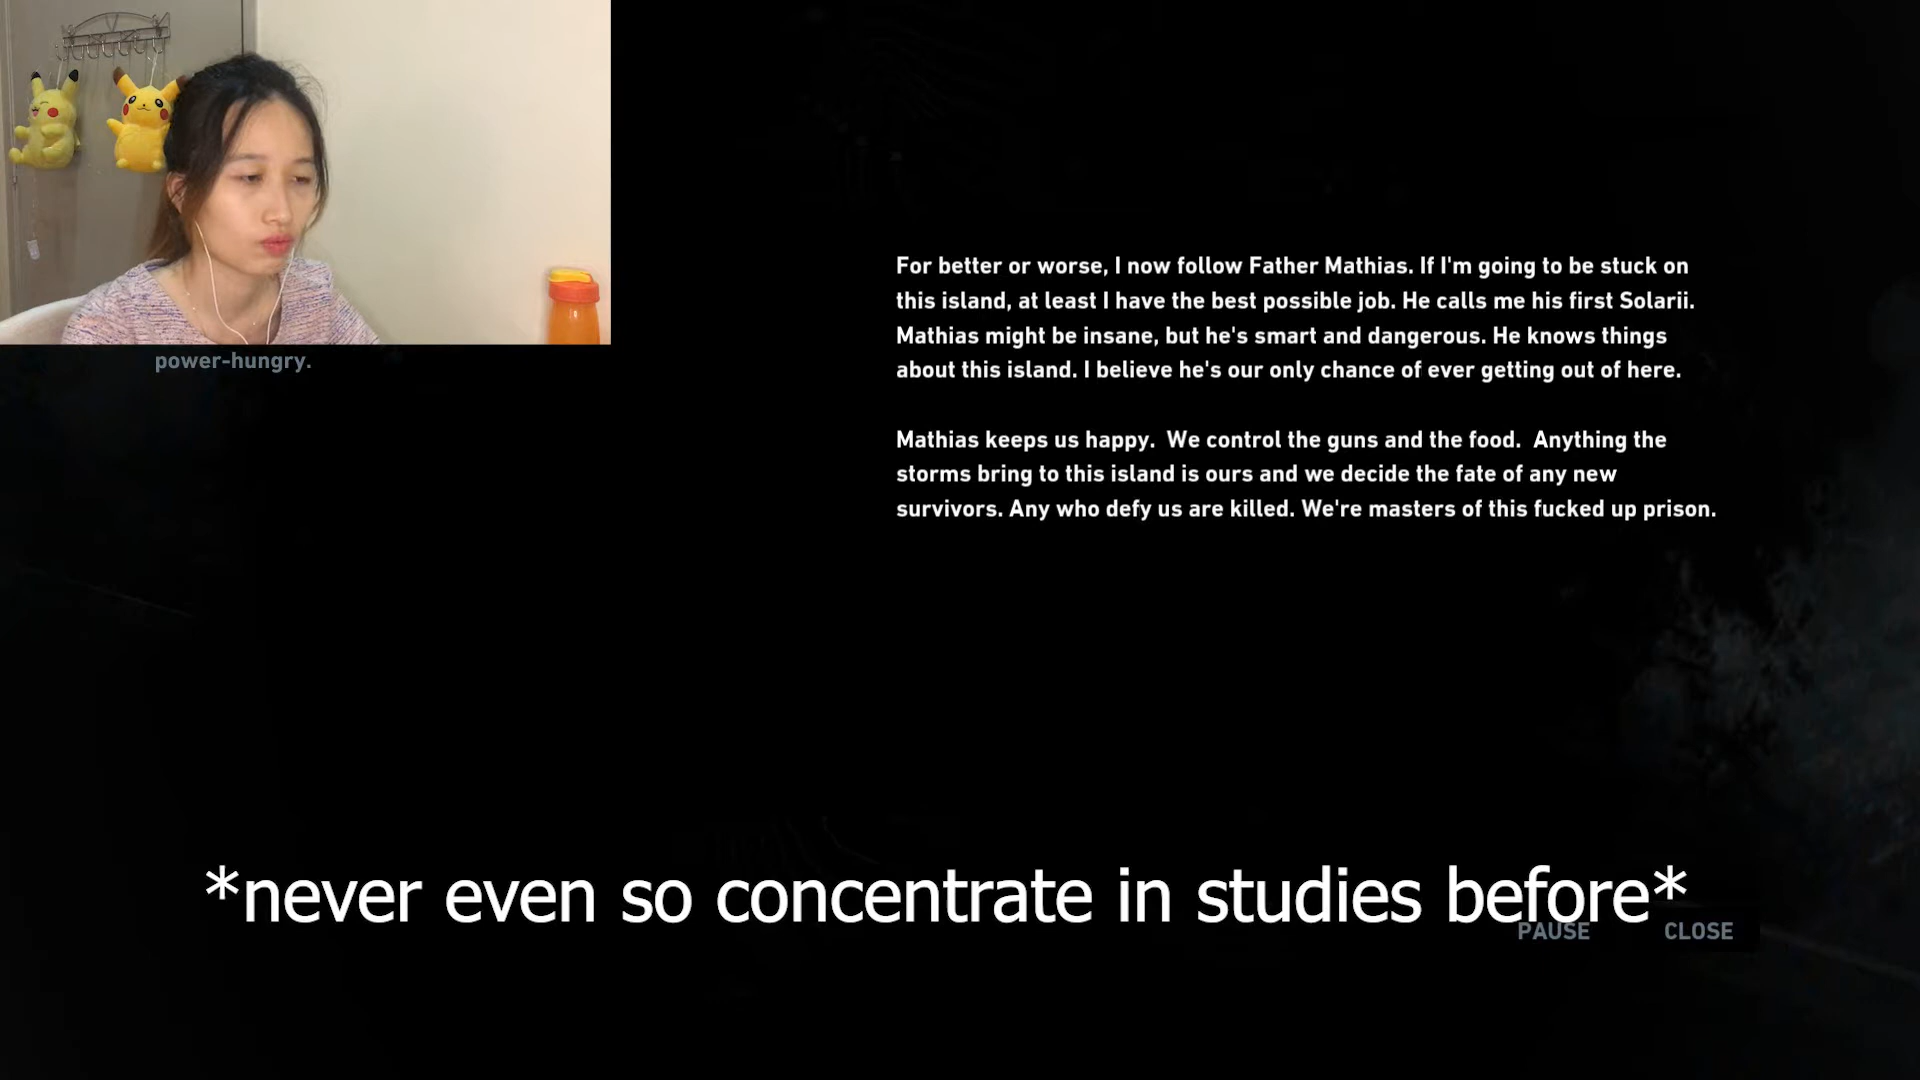 power-hungry.
For better or worse, I now follow Father Mathias. If I'm going to be stuck on
this island, at least I have the best possible job. He calls me his first Solarii.
Mathias might be insane, but he's smart and dangerous. He knows things
about this island. I believe he's our only chance of ever getting out of here.
Mathias keeps us happy.  We control the guns and the food.  Anything the
storms bring to this island is ours and we decide the fate of any new
survivors. Any who defy us are killed. We're masters of this fucked up prison.
*never even so concentrate in studies before*
PAUSE
CLOSE